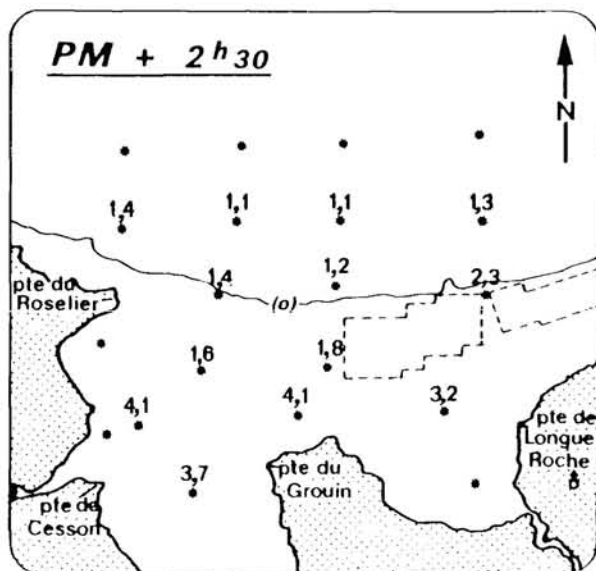 PM + 2 h 30
N
1,4
1,1
1,1
1,3
1,4
1,2
2,3
pte du
Roselier
(o)
1,6
1,8
4,1
4,1
3,2
pte de
Longue
Roche
3,7
pte du
Grouin
pte de
Cesson